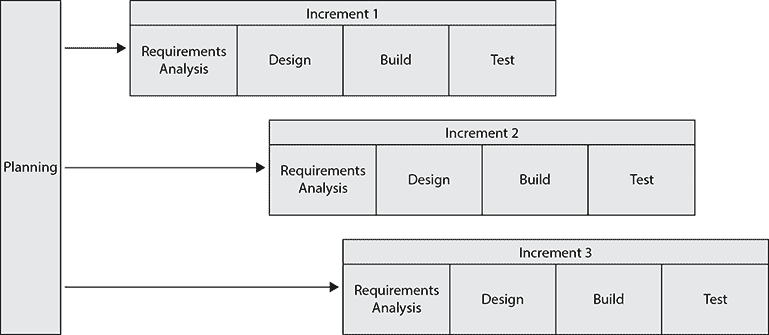 Increment 1
Requirements
Analysis
Design
Build
Test
Increment 2
Planning
Requirements
Analysis
Design
Build
Test
Increment 3
Requirements
Analysis
Design
Build
Test